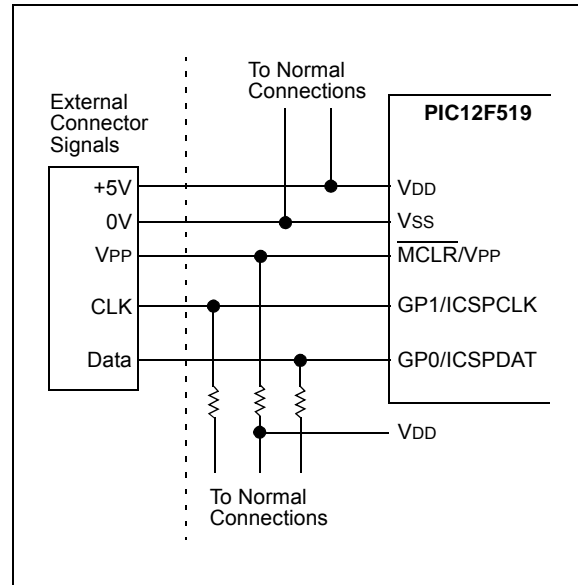 To Normal
Connections
External
Connector
Signals
PIC12F519
+5V
VDD
0V
VSS
VPP
MCLR/VPP
CLK
GP1/ICSPCLK
Data
GP0/ICSPDAT
VDD
To Normal
Connections